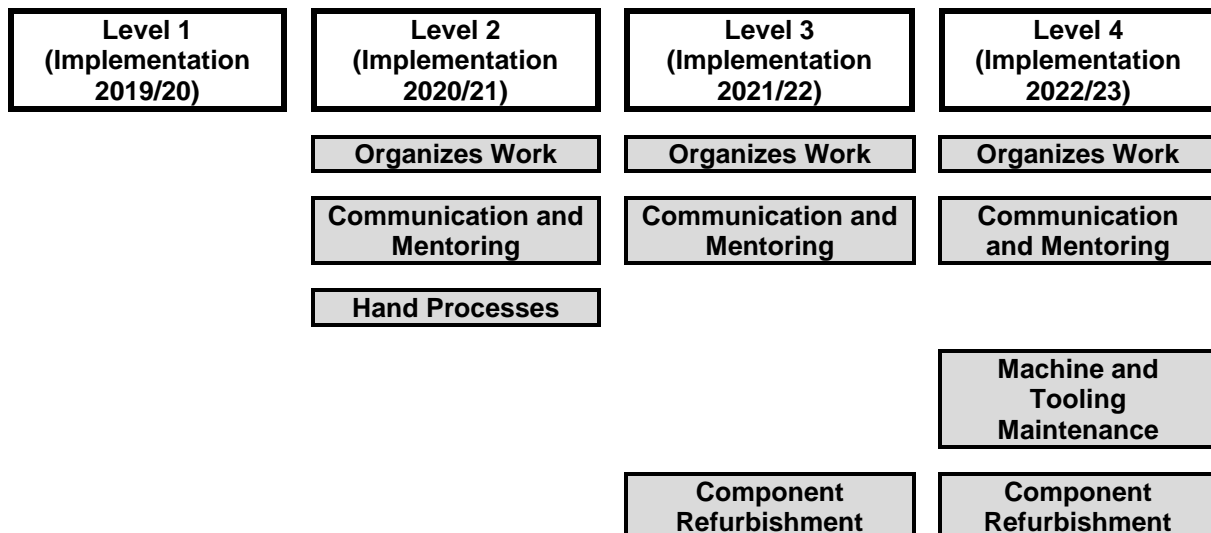 Level 1
(Implementation
2019/20)
Level 2
(Implementation
2020/21)
Level 3
(Implementation
2021/22)
Level 4
(Implementation
2022/23)
Organizes Work
Organizes Work
Organizes Work
Communication and
Mentoring
Communication and
Mentoring
Communication
and Mentoring
Hand Processes
Machine and
Tooling
Maintenance
Component
Refurbishment
Component
Refurbishment